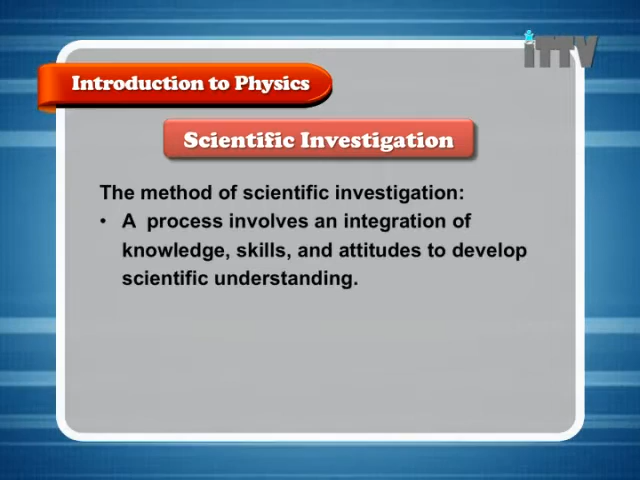 iTTV
Introduction to Physics
Scientific Investigation
The method of scientific investigation:
• A process involves an integration of
knowledge, skills, and attitudes to develop
scientific understanding.